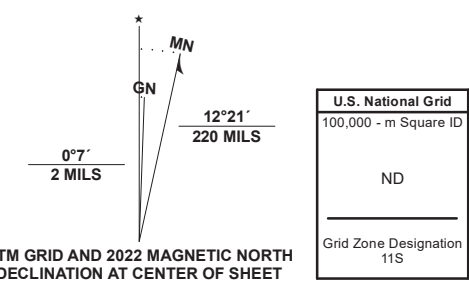 ★
MN
GN
12°21´
220 MILS
0°7´
2 MILS
TM GRID AND 2022 MAGNETIC NORTH
DECLINATION AT CENTER OF SHEET
U.S. National Grid
100,000 - m Square ID
ND
Grid Zone Designation
11S